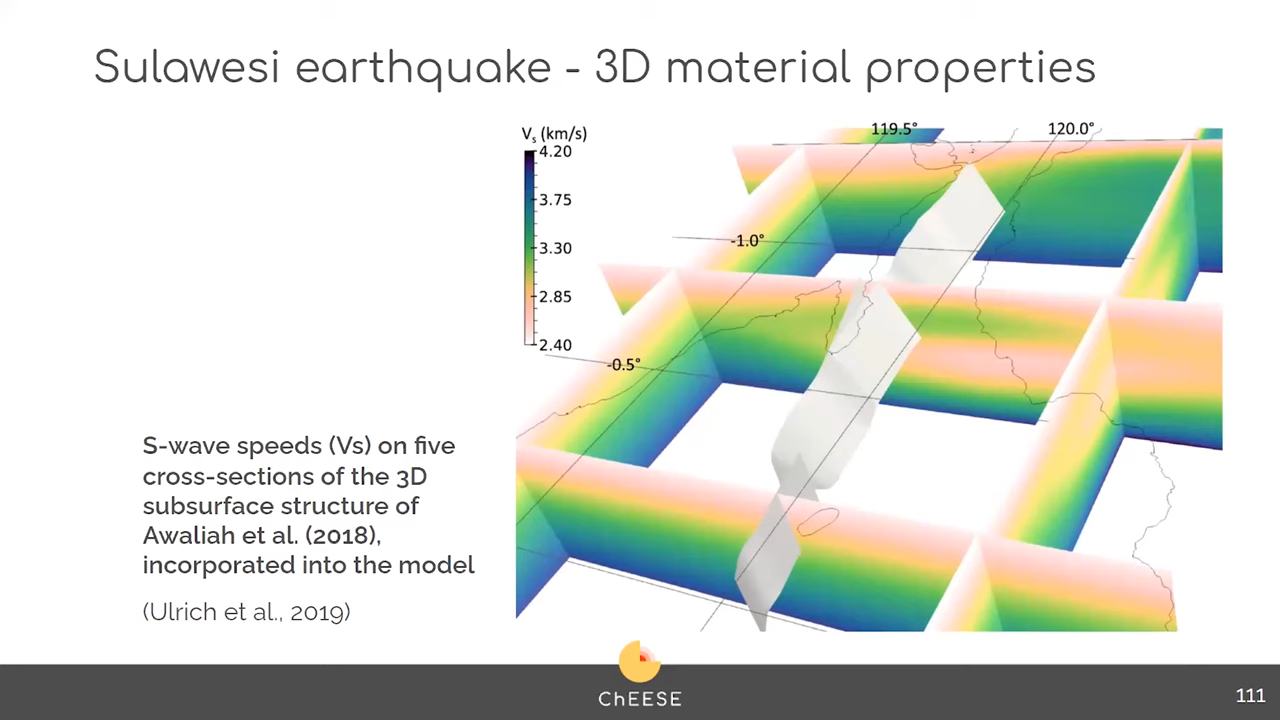 Sulawesi earthquake - 3D material properties
Vs (km/s)
4.20
3.75
3.30
2.85
2.40
119.5°
120.0°
-1.0°
-0.5°
S-wave speeds (Vs) on five
cross-sections of the 3D
subsurface structure of
Awaliah et al. (2018),
incorporated into the model
(Ulrich et al., 2019)
ChEESE
111